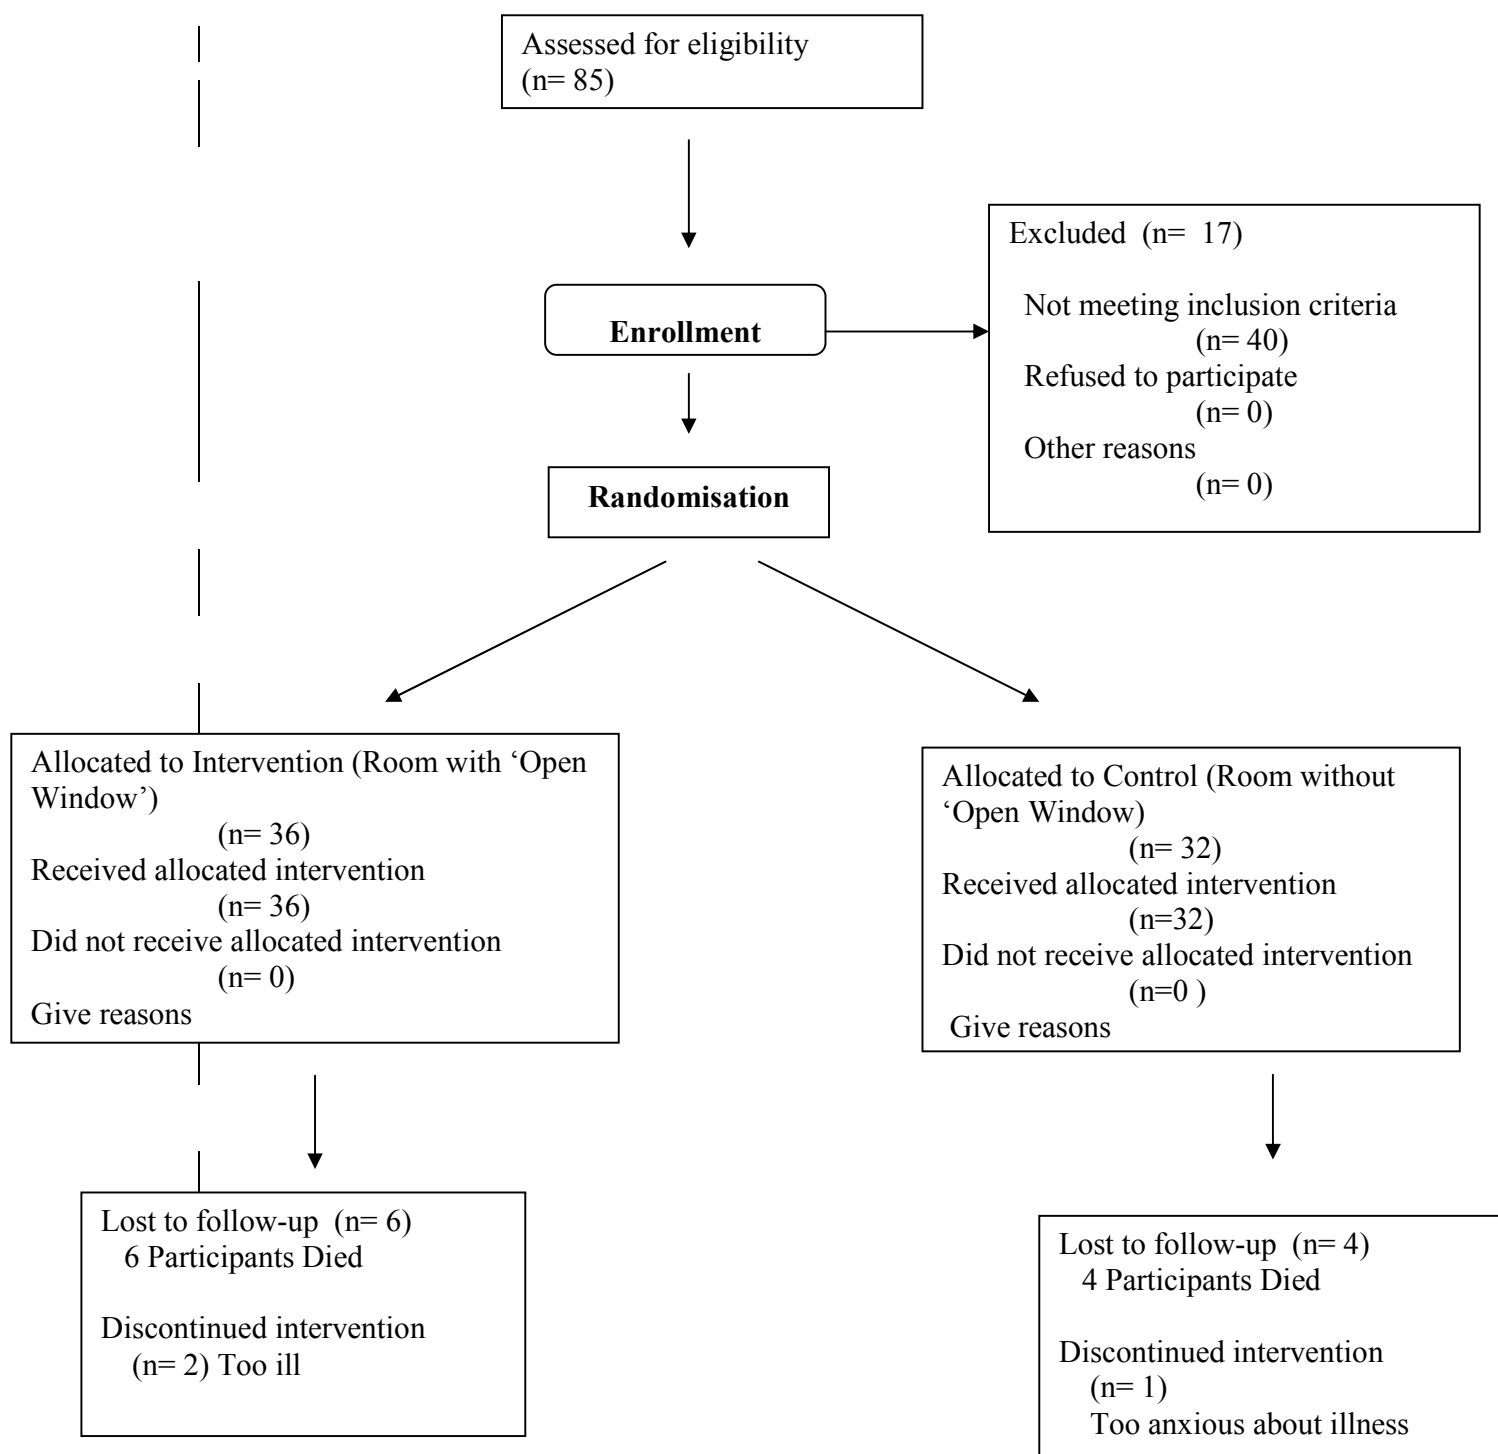 Assessed for eligibility
(n= 85)
Excluded  (n=  17)
Not meeting inclusion criteria
(n= 40)
Refused to participate
(n= 0)
Other reasons
(n= 0)
Enrollment
Randomisation
Allocated to Intervention (Room with ‘Open
Window’)
(n= 36)
Received allocated intervention
(n= 36)
Did not receive allocated intervention
(n= 0)
Give reasons
Allocated to Control (Room without
‘Open Window)
(n= 32)
Received allocated intervention
(n=32)
Did not receive allocated intervention
(n=0 )
Give reasons
Lost to follow-up  (n= 6)
6 Participants Died
Discontinued intervention
(n= 2) Too ill
Lost to follow-up  (n= 4)
4 Participants Died
Discontinued intervention
(n= 1)
Too anxious about illness